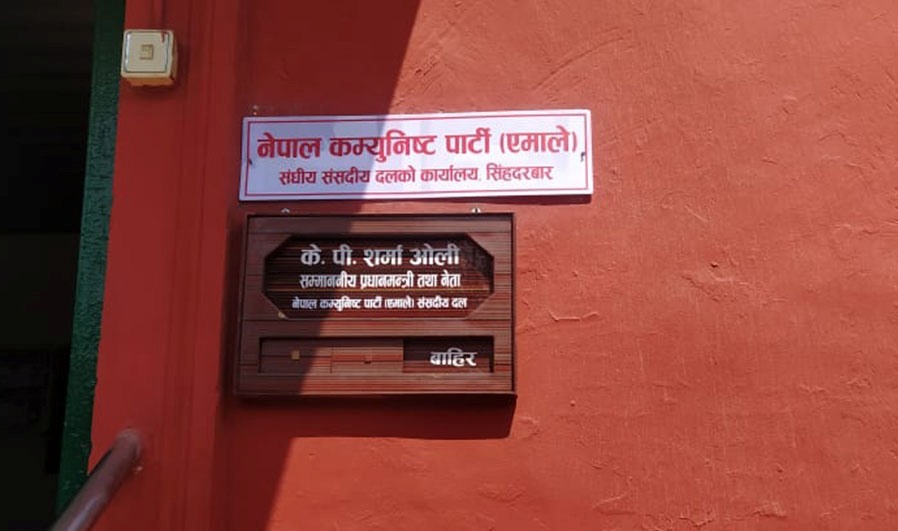 नेपाल कम्युनिष्ट पार्टी (एमाले)
संघीय संसदीय दलको कार्यालय, सिंहदरबार
के. पी. शर्मा ओली
सम्माननीय प्रधानमन्त्री तथा नेता
नेपाल कम्युनिष्ट पार्टी (एमाले) संसदीय दल
बाहिर